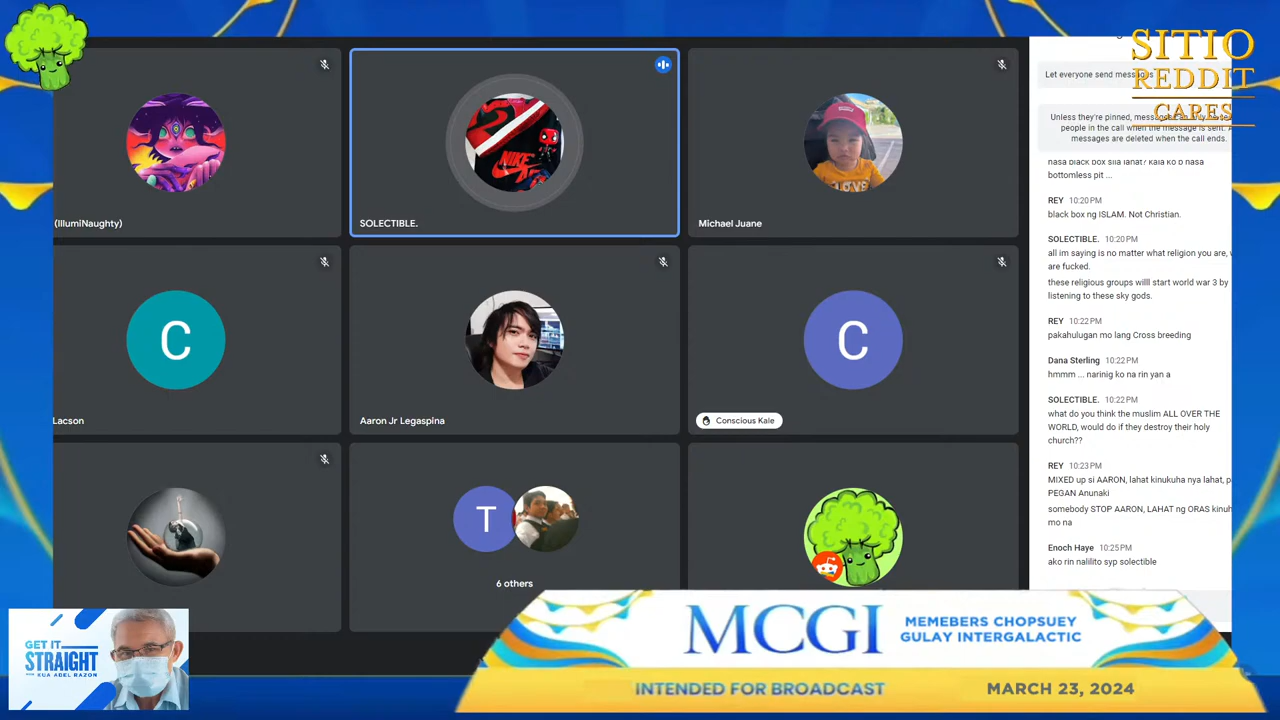 SITIO
REDDIT
CARES
(IllumiNaughty)
SOLECTIBLE.
Michael Juane
NIKE
LOVE
C
Lacson
Aaron Jr Legaspina
C
Conscious Kale
T
6 others
Let everyone send messages
Unless they're pinned, messages can only be
people in the call when the message is sent.
messages are deleted when the call ends.
nasa black box sila lahat? kala ko b nasa
bottomless pit ...
REY 10:20 PM
black box ng ISLAM. Not Christian.
SOLECTIBLE. 10:20 PM
all im saying is no matter what religion you are,
are fucked.
these religious groups willl start world war 3 by
listening to these sky gods.
REY 10:22 PM
pakahulugan mo lang Cross breeding
Dana Sterling 10:22 PM
hmmm ... narinig ko na rin yan a
SOLECTIBLE. 10:22 PM
what do you think the muslim ALL OVER THE
WORLD, would do if they destroy their holy
church??
REY 10:23 PM
MIXED up si AARON, lahat kinukuha nya lahat, p
PEGAN Anunaki
somebody STOP AARON, LAHAT ng ORAS kinuh
mo na
Enoch Haye 10:25 PM
ako rin nalilito syp solectible
GET IT
STRAIGHT
WITH KUA ADEL RAZON
MCGI
MEMEBERS CHOPSUEY
GULAY INTERGALACTIC
INTENDED FOR BROADCAST
MARCH 23, 2024